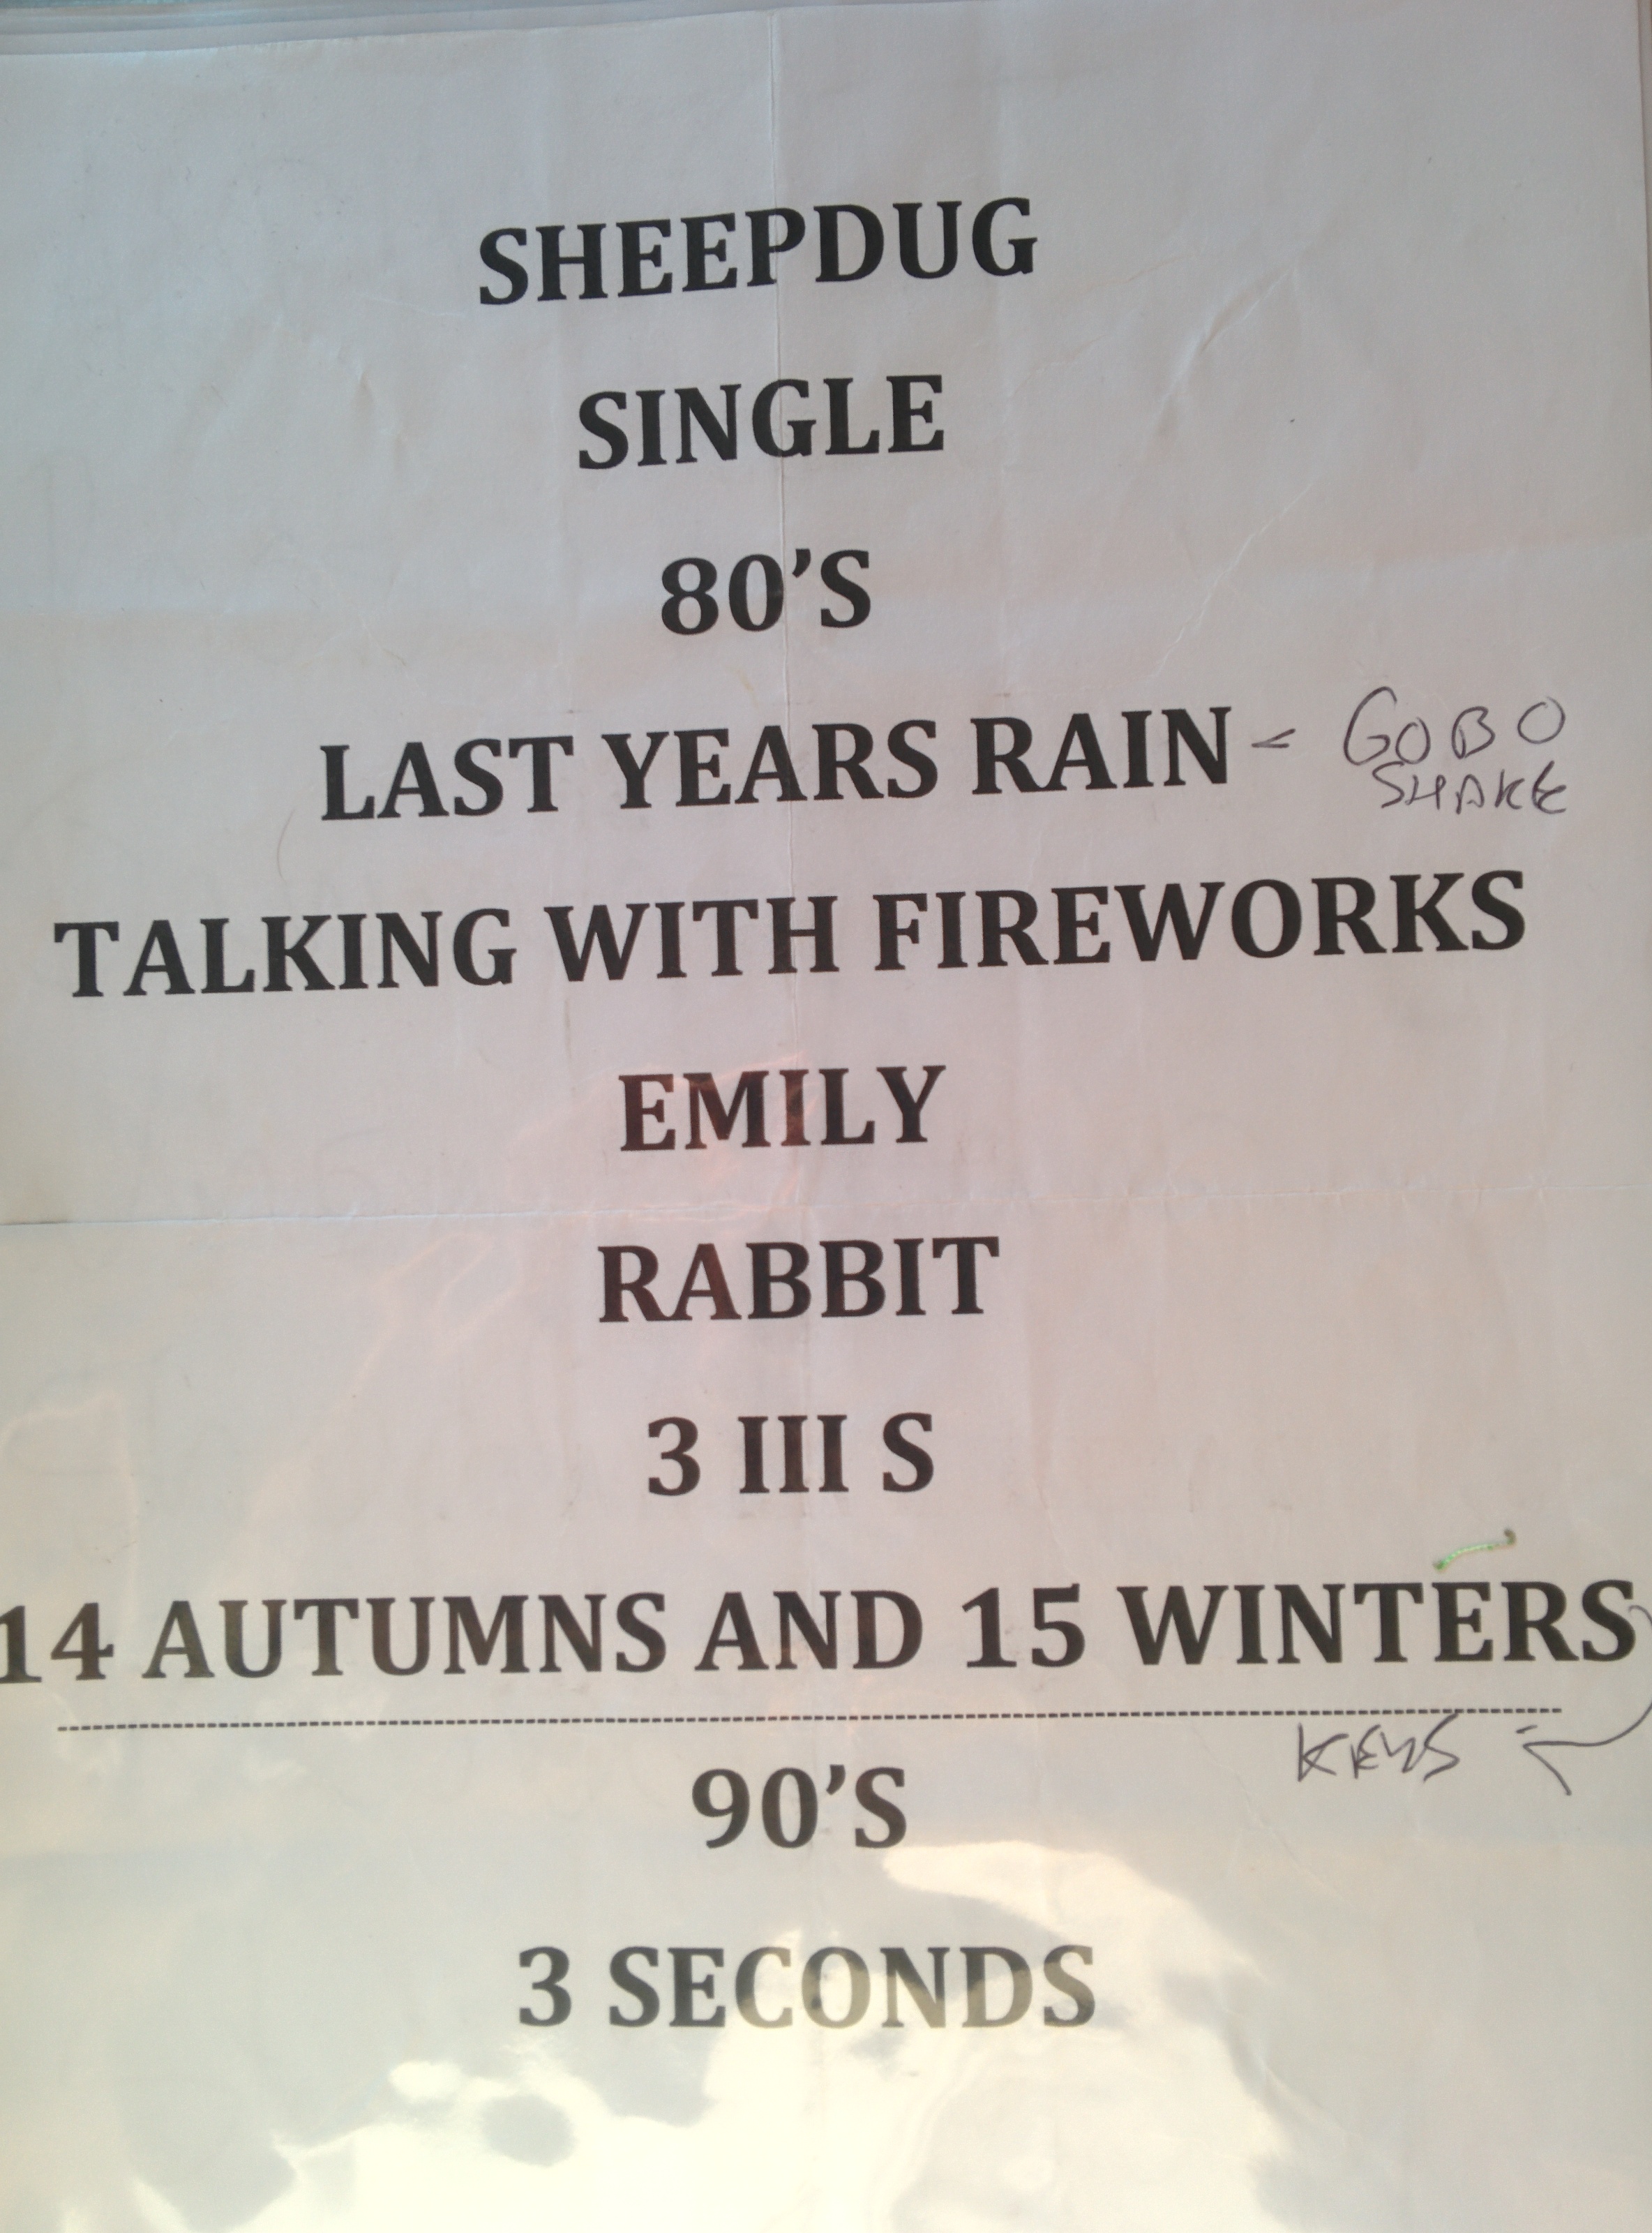 SHEEPDUG
SINGLE
80’S
LAST YEARS RAIN - GOBO
SHAKE
TALKING WITH FIREWORKS
EMILY
RABBIT
3 III S
14 AUTUMNS AND 15 WINTERS
KEYS
90’S
3 SECONDS